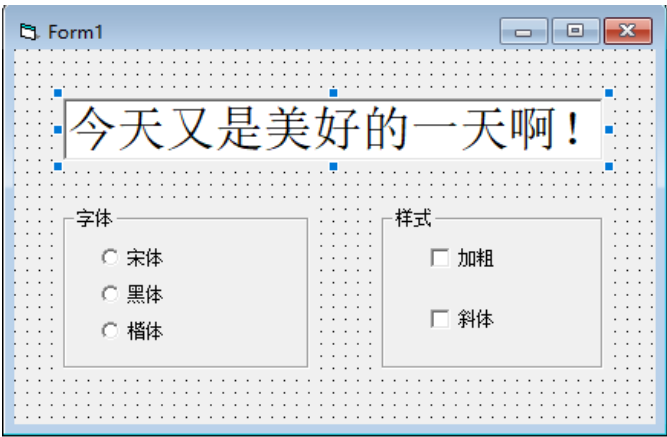 Form1
今天又是美好的一天啊！
字体
宋体
黑体
楷体
样式
加粗
斜体